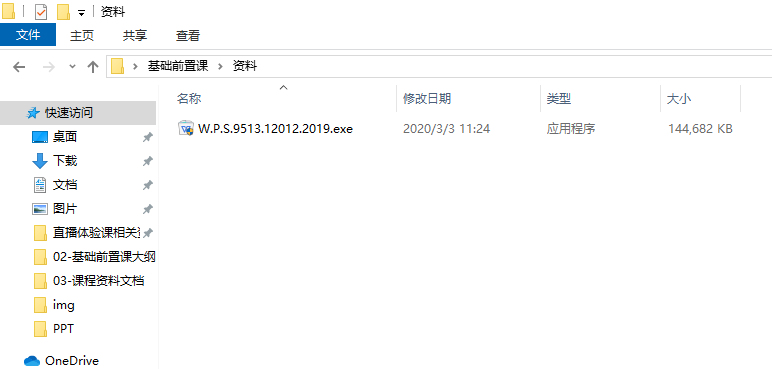 资料
文件 主页 共享 查看
基础前置课 资料
名称 修改日期 类型 大小
W.P.S.9513.12012.2019.exe 2020/3/3 11:24 应用程序 144,682 KB
快速访问
桌面
下载
文档
图片
直播体验课相关
02-基础前置课大纲
03-课程资料文档
img
PPT
OneDrive